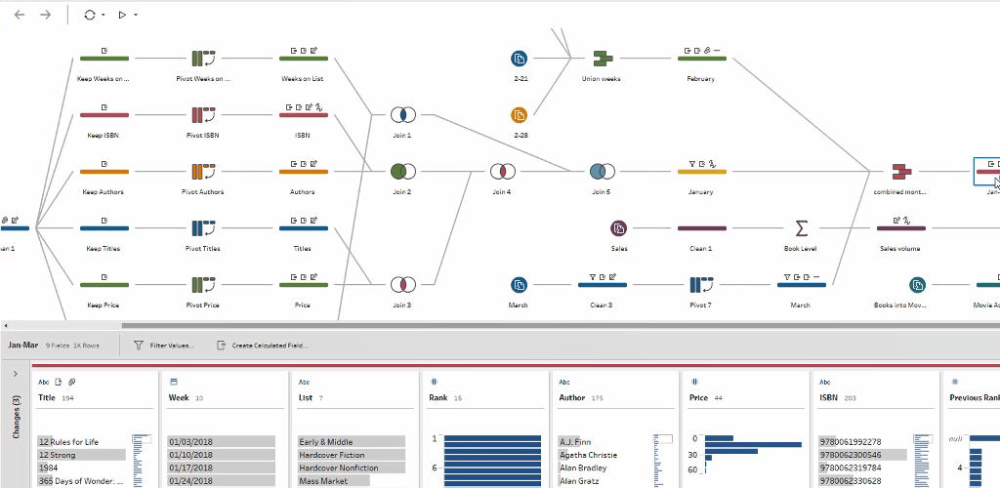 2-21
Union weeks
February
Keep Weeks on ...
Pivot Weeks on ...
Weeks on List
Keep ISBN
Pivot ISBN
ISBN
Join 1
2-28
Keep Authors
Pivot Authors
Authors
Join 2
Join 4
Join 5
January
combined mont...
Jan-
an 1
Keep Titles
Pivot Titles
Titles
Sales
Clean 1
Book Level
Sales volume
Keep Price
Pivot Price
Price
Join 3
March
Clean 3
Pivot 7
March
Books into Mov...
Movie Ac
Jan-Mar 9 Fields 1K Rows Filter Values... Create Calculated Field...
Changes (3)
Abc
Title 194
12 Rules for Life
12 Strong
1984
365 Days of Wonder: ...
Week 10
01/03/2018
01/10/2018
01/17/2018
01/24/2018
Abc
List 7
Early & Middle
Hardcover Fiction
Hardcover Nonfiction
Mass Market
#
Rank 15
1
6
Abc
Author 175
A.J. Finn
Agatha Christie
Alan Bradley
Alan Gratz
#
Price 44
0
30
60
Abc
ISBN 203
9780061992278
9780062300546
9780062319784
9780062330628
#
Previous Rank
null
4